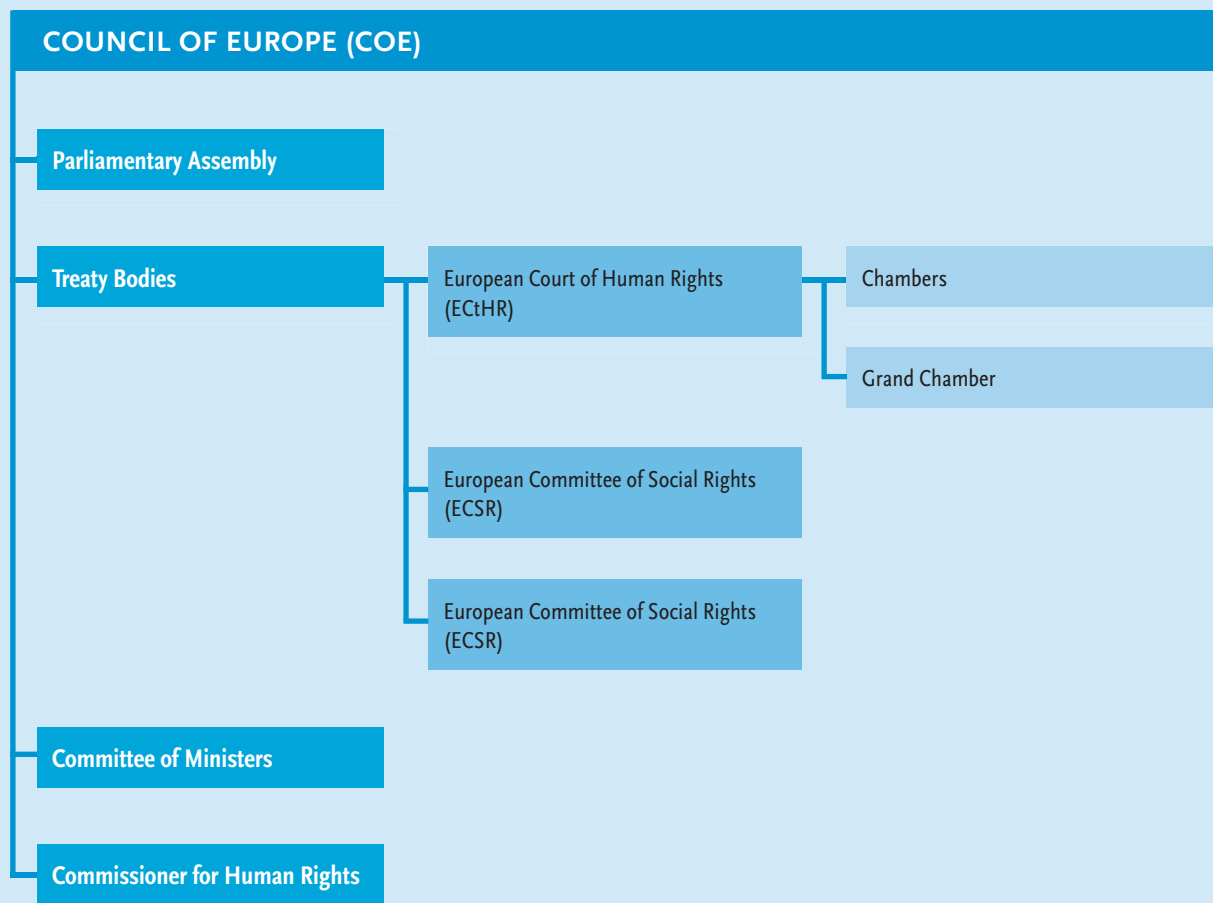 COUNCIL OF EUROPE (COE)
Parliamentary Assembly
Treaty Bodies
European Court of Human Rights
(ECtHR)
Chambers
Grand Chamber
European Committee of Social Rights
(ECSR)
European Committee of Social Rights
(ECSR)
Committee of Ministers
Commissioner for Human Rights